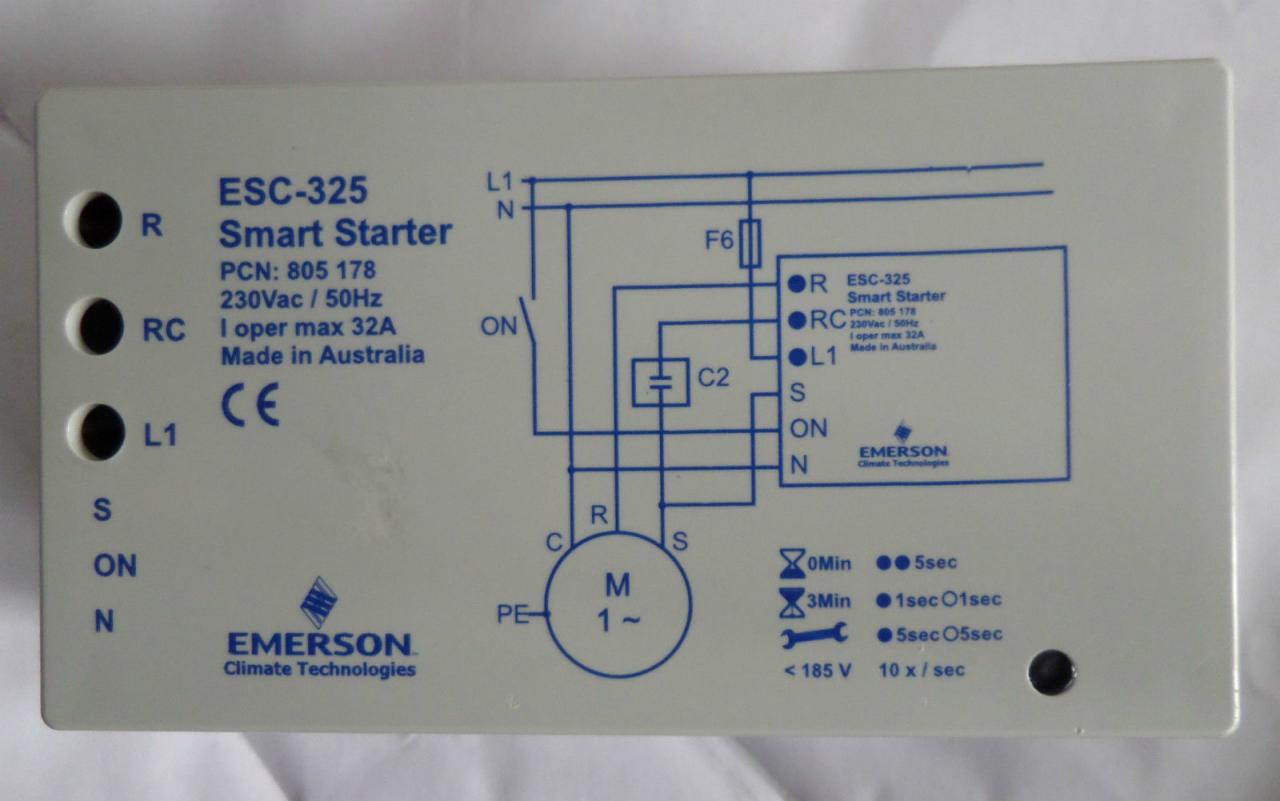 R
RC
L1
S
ON
N
ESC-325
Smart Starter
PCN: 805 178
230Vac / 50Hz
I oper max 32A
Made in Australia
CE
EMERSON™
Climate Technologies
L1
N
F6
ON
C2
R
RC
L1
S
ON
N
ESC-325
Smart Starter
PCN: 805 178
230Vac / 50Hz
I oper max 32A
Made in Australia
EMERSON
Climate Technologies
C
R
S
M
1 ~
PE
0Min 5sec
3Min 1sec 1sec
5sec 5sec
< 185 V 10 x / sec